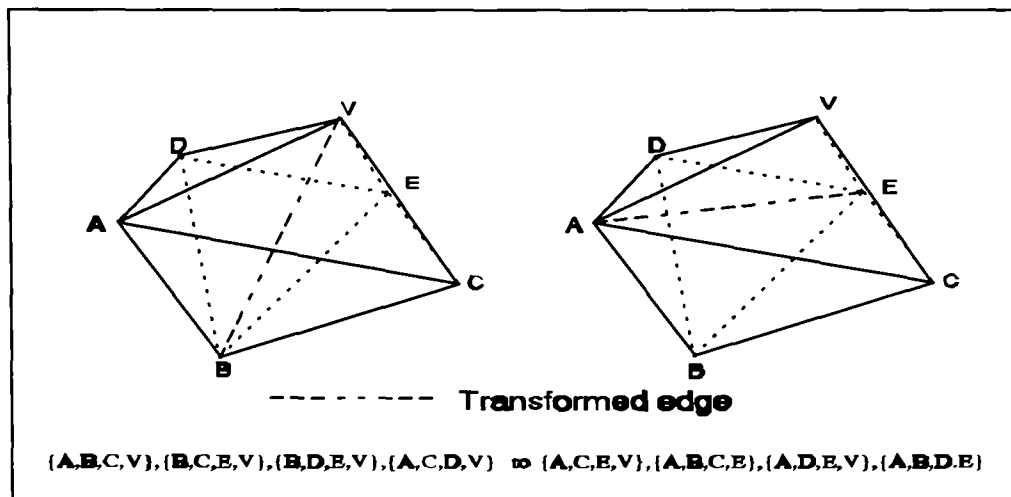 V V
D D
E E
A A
C C
B B
Transformed edge
{A,B,C,V},{B,C,E,V},{B,D,E,V},{A,C,D,V} to {A,C,E,V},{A,B,C,E},{A,D,E,V},{A,B,D.E}